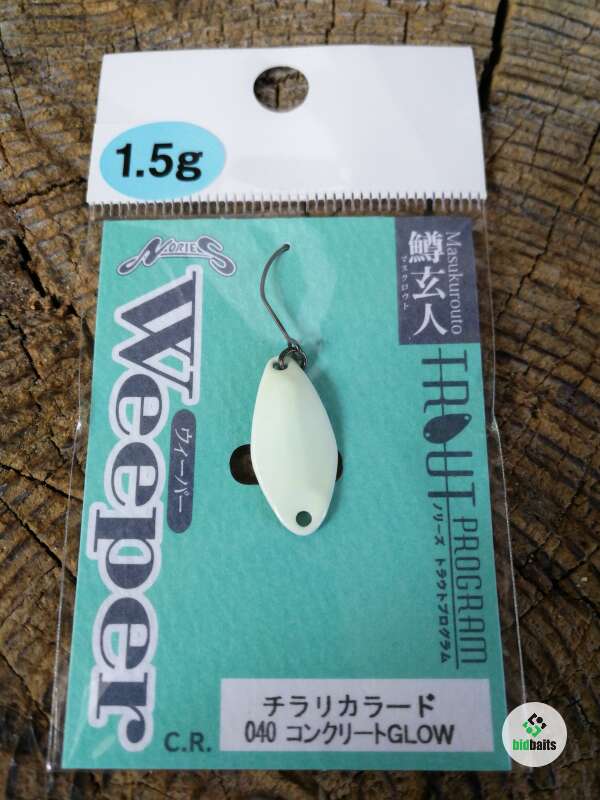 1.5g
NORIES
Weeper
ウィーパー
Masukurouto
鱒玄人
マスクロウト
TROUT PROGRAM
ノリーズ トラウトプログラム
C.R.
チラリカラード
040 コンクリートGLOW
bidbaits